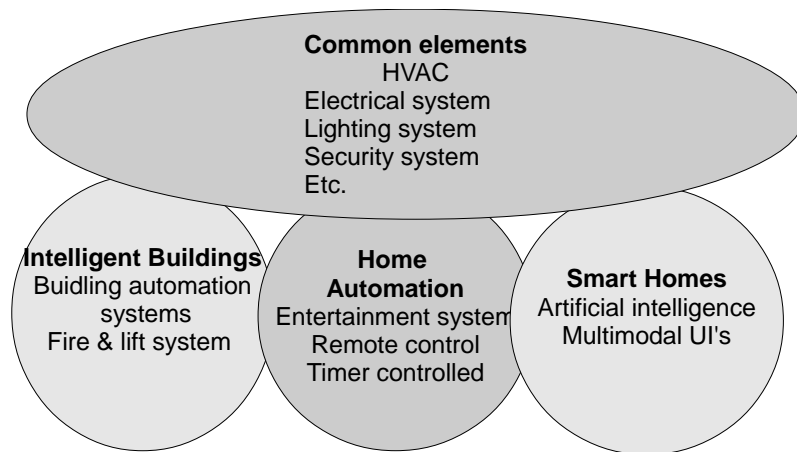 Common elements
HVAC
Electrical system
Lighting system
Security system
Etc.
Intelligent Buildings
Buidling automation
systems
Fire & lift system
Home
Automation
Entertainment system
Remote control
Timer controlled
Smart Homes
Artificial intelligence
Multimodal UI's